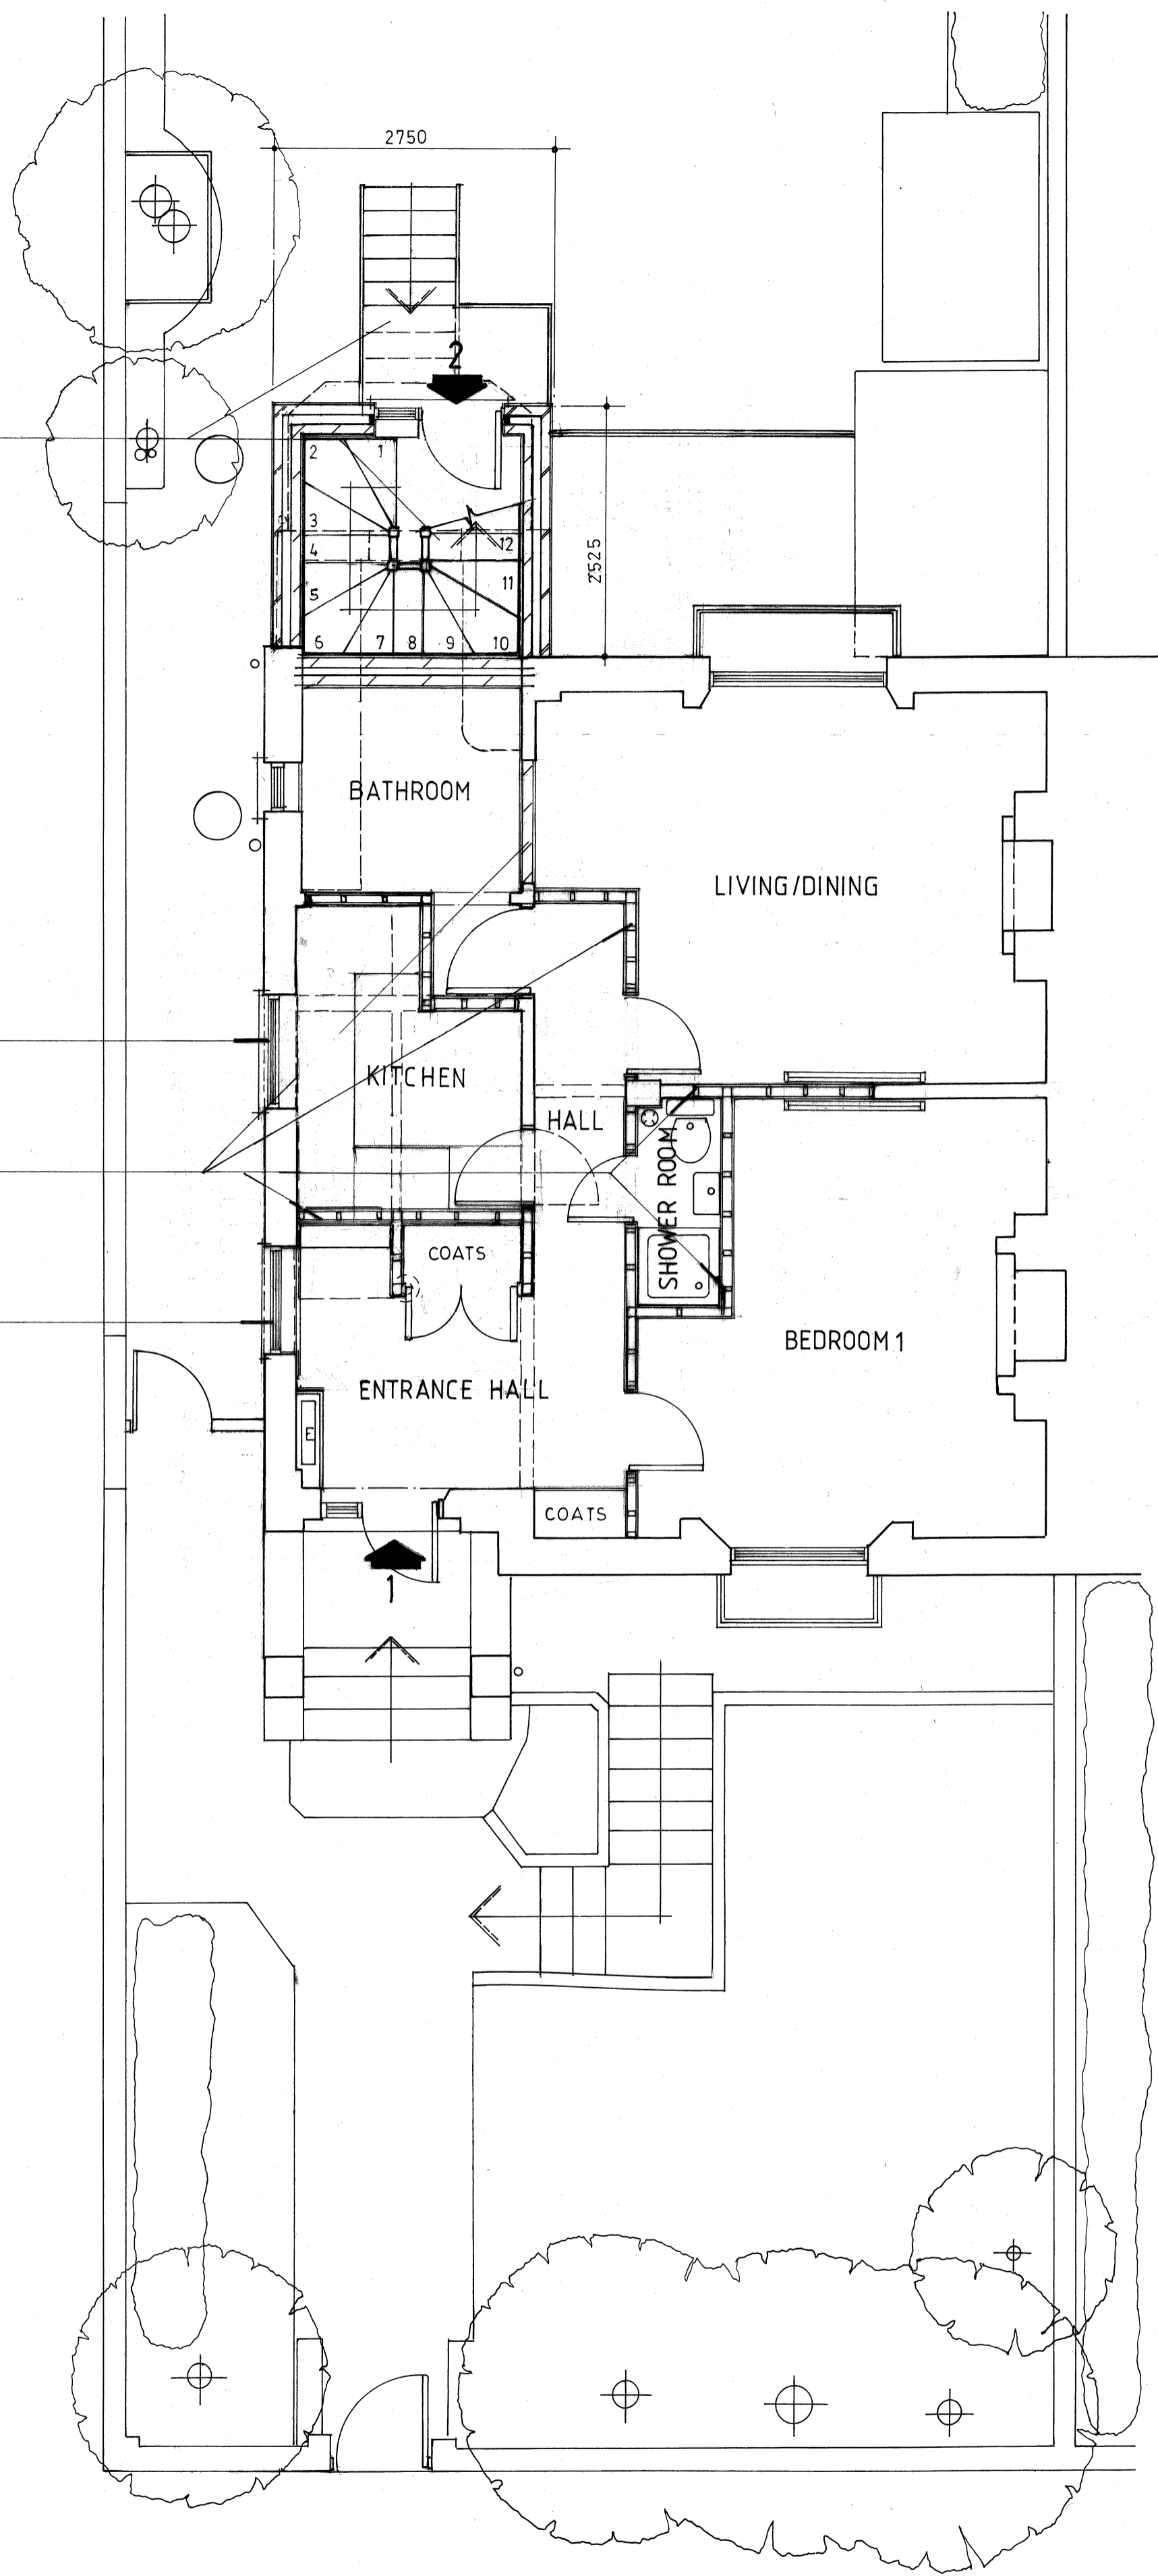 2750
2
2 1
3
4 12
5 11
6 7 8 9 10
2525
BATHROOM
LIVING/DINING
KITCHEN
HALL
SHOWER ROOM
COATS
BEDROOM 1
ENTRANCE HALL
E
COATS
1